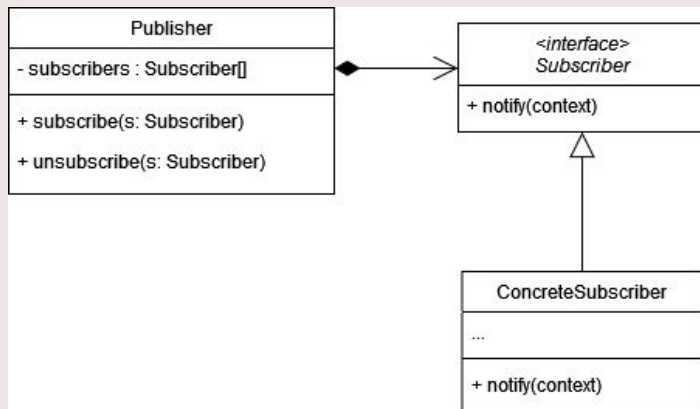 Publisher
- subscribers : Subscriber[]
+ subscribe(s: Subscriber)
+ unsubscribe(s: Subscriber)
<interface>
Subscriber
+ notify(context)
ConcreteSubscriber
...
+ notify(context)